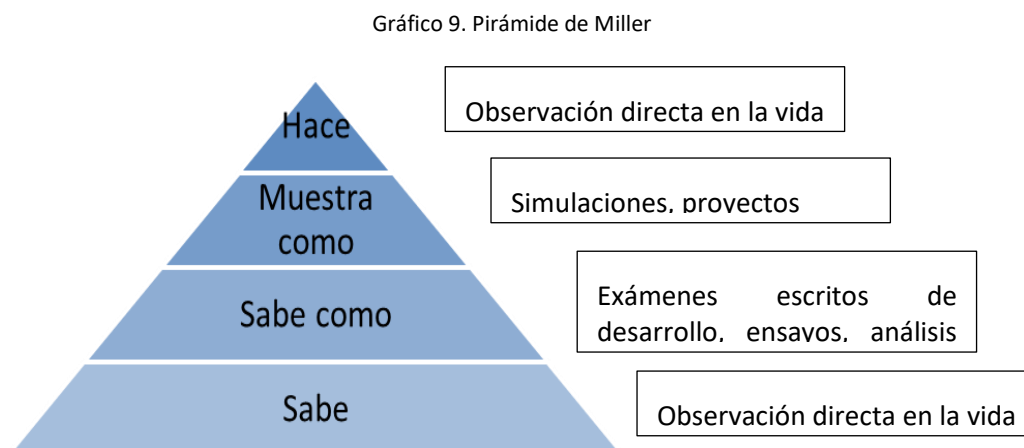 Gráfico 9. Pirámide de Miller
Hace
Observación directa en la vida
Muestra
como
Simulaciones, proyectos
Sabe como
Exámenes escritos de
desarrollo, ensayos, análisis
Sabe
Observación directa en la vida